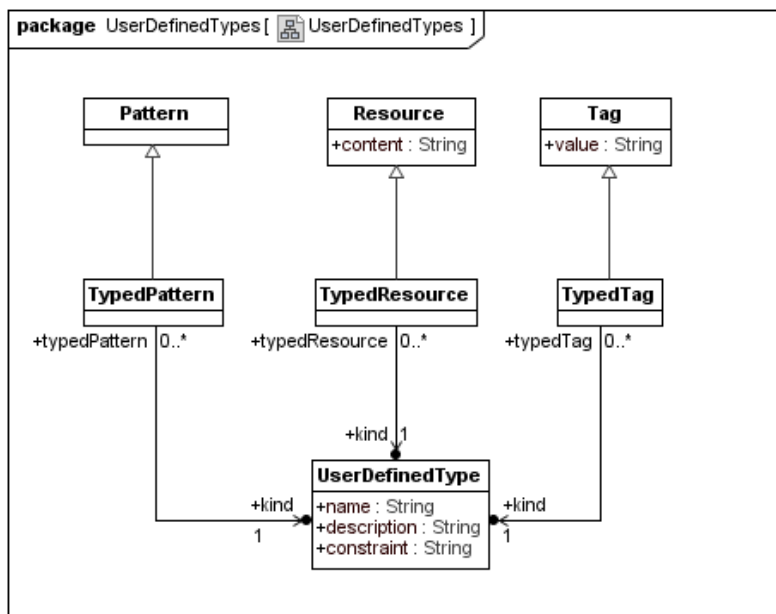 package UserDefinedTypes [ UserDefinedTypes ]
Pattern
Resource
+content : String
Tag
+value : String
TypedPattern
TypedResource
TypedTag
+typedPattern 0..*
+typedResource 0..*
+typedTag 0..*
+kind 1
UserDefinedType
+name : String
+description : String
+constraint : String
+kind
1
+kind
1